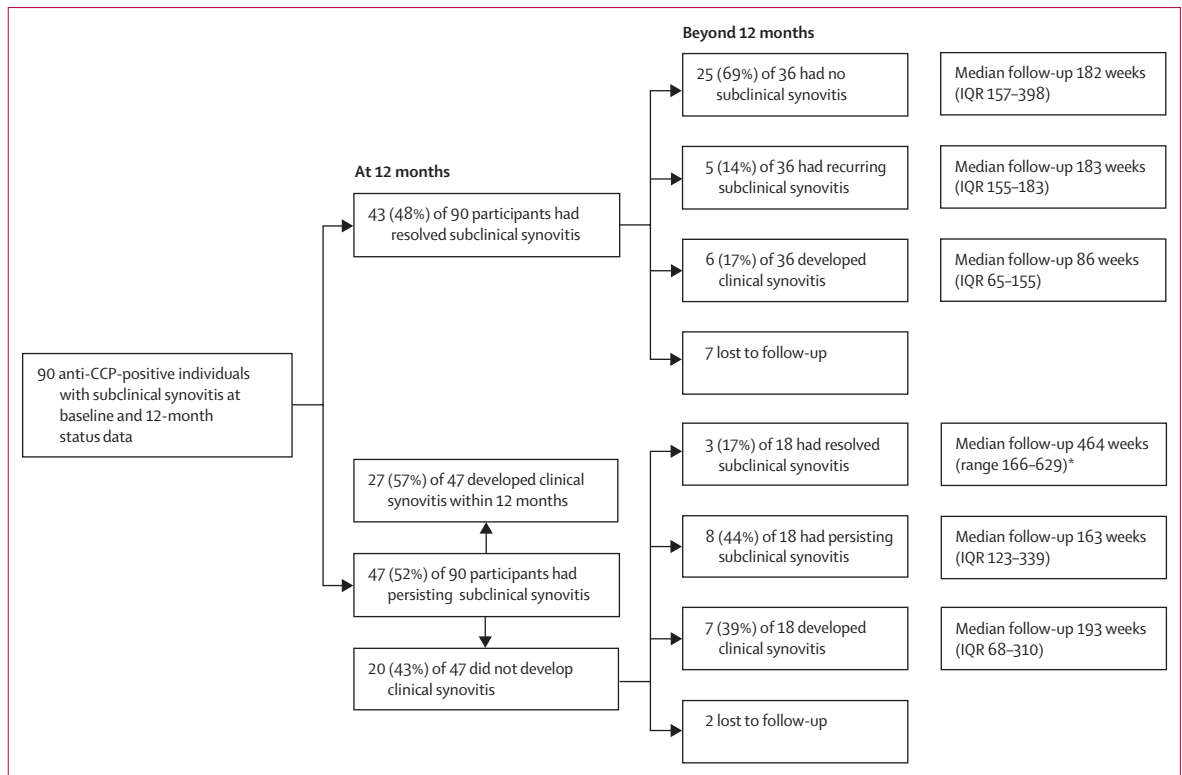 Beyond 12 months
25 (69%) of 36 had no
subclinical synovitis
Median follow-up 182 weeks
(IQR 157–398)
At 12 months
5 (14%) of 36 had recurring
subclinical synovitis
Median follow-up 183 weeks
(IQR 155–183)
43 (48%) of 90 participants had
resolved subclinical synovitis
6 (17%) of 36 developed
clinical synovitis
Median follow-up 86 weeks
(IQR 65–155)
7 lost to follow-up
90 anti-CCP-positive individuals
with subclinical synovitis at
baseline and 12-month
status data
3 (17%) of 18 had resolved
subclinical synovitis
Median follow-up 464 weeks
(range 166–629)*
27 (57%) of 47 developed clinical
synovitis within 12 months
8 (44%) of 18 had persisting
subclinical synovitis
Median follow-up 163 weeks
(IQR 123–339)
47 (52%) of 90 participants had
persisting subclinical synovitis
7 (39%) of 18 developed
clinical synovitis
Median follow-up 193 weeks
(IQR 68–310)
20 (43%) of 47 did not develop
clinical synovitis
2 lost to follow-up